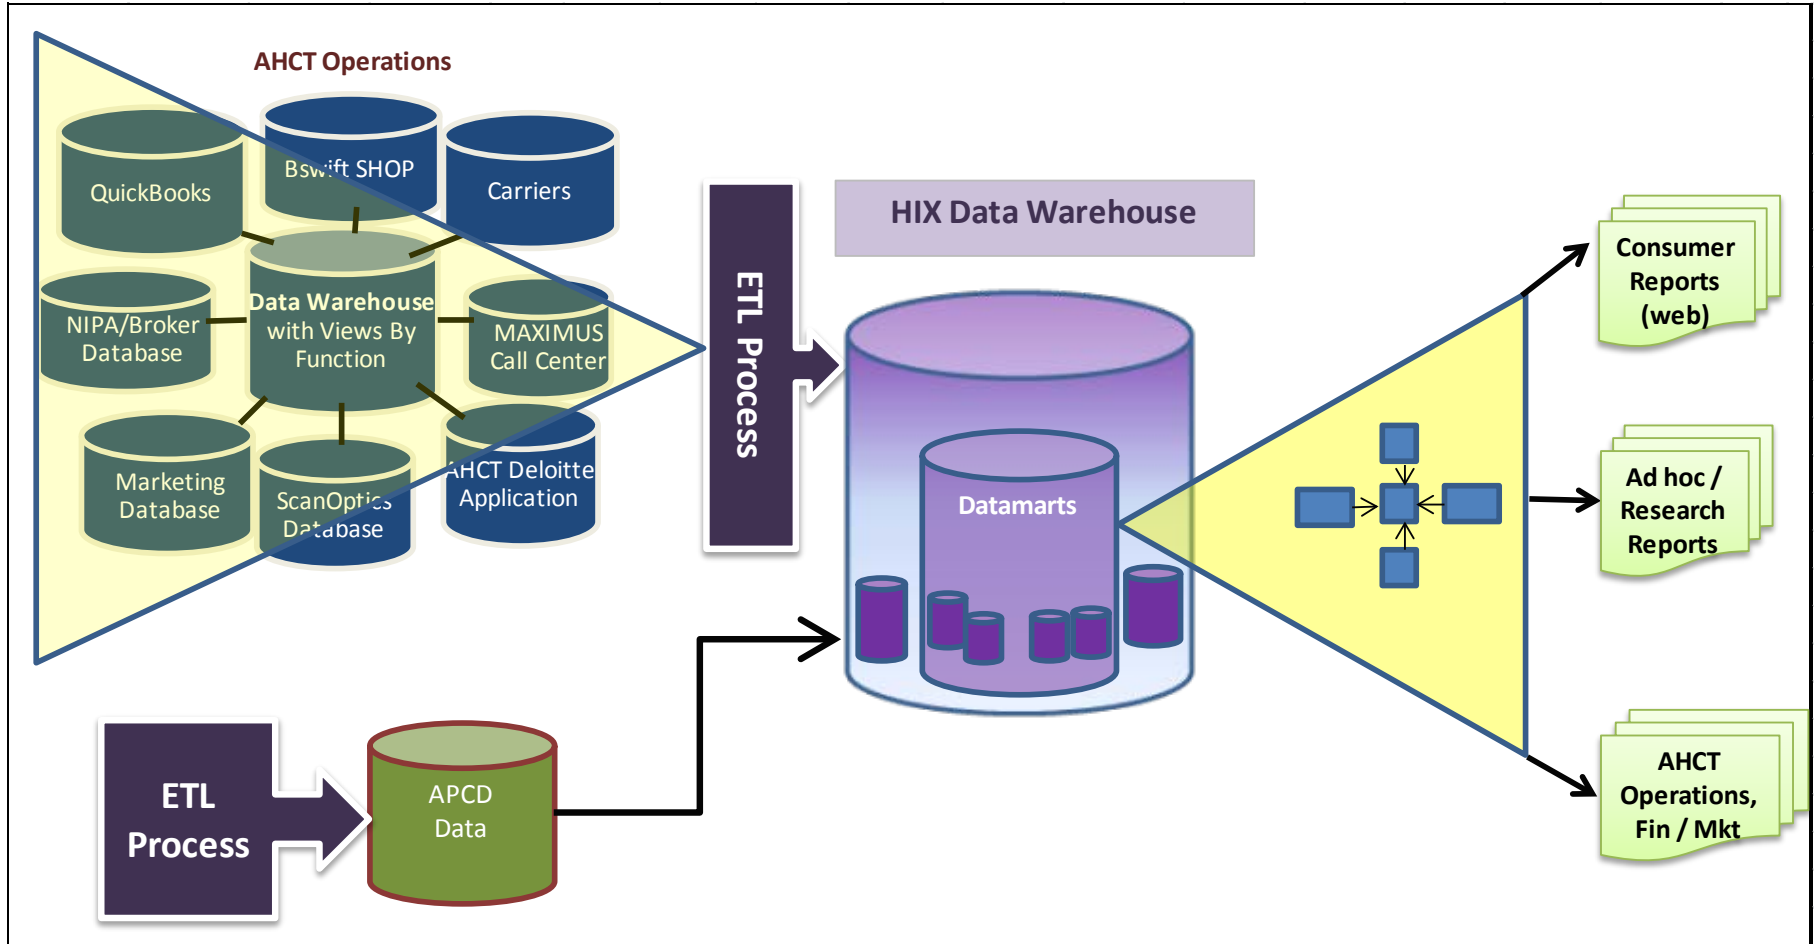 AHCT Operations
QuickBooks
Bswift SHOP
Carriers
NIPA/Broker
Database
Data Warehouse
with Views By
Function
MAXIMUS
Call Center
Marketing
Database
ScanOptics
Database
AHCT Deloitte
Application
ETL Process
HIX Data Warehouse
Datamarts
Consumer
Reports
(web)
Ad hoc /
Research
Reports
AHCT
Operations,
Fin / Mkt
ETL
Process
APCD
Data